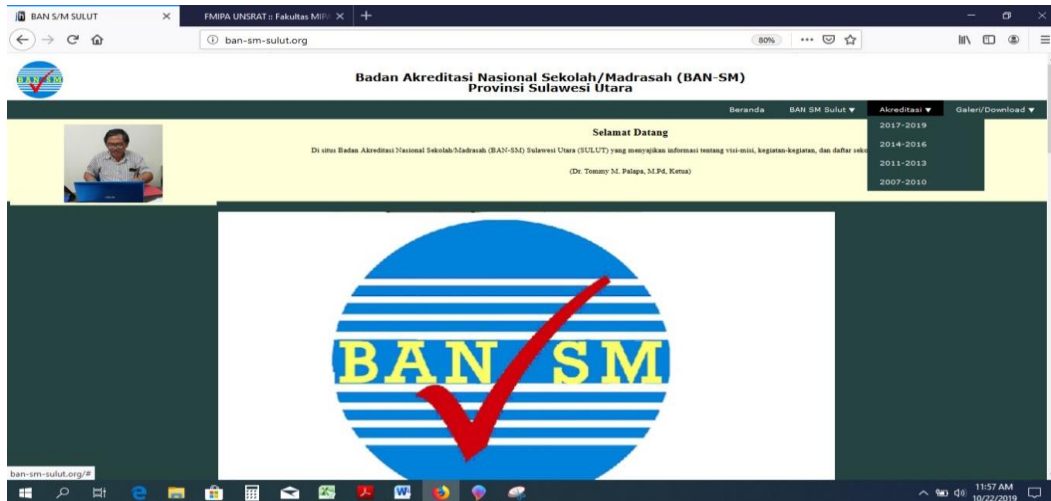 BAN S/M SULUT
FMIPA UNSRAT :: Fakultas MIPA
ban-sm-sulut.org
80%
BAN SM
Badan Akreditasi Nasional Sekolah/Madrasah (BAN-SM)
Provinsi Sulawesi Utara
Beranda BAN SM Sulut ▼ Akreditasi ▼ Galeri/Download ▼
2017-2019
2014-2016
2011-2013
2007-2010
Selamat Datang
Di situs Badan Akreditasi Nasional Sekolah/Madrasah (BAN-SM) Sulawesi Utara (SULUT) yang menyajikan informasi tentang visi-misi, kegiatan-kegiatan, dan daftar seko
(Dr. Tommy M. Palapa, M.Pd, Ketua)
BAN SM
ban-sm-sulut.org/#
11:57 AM
10/22/2019